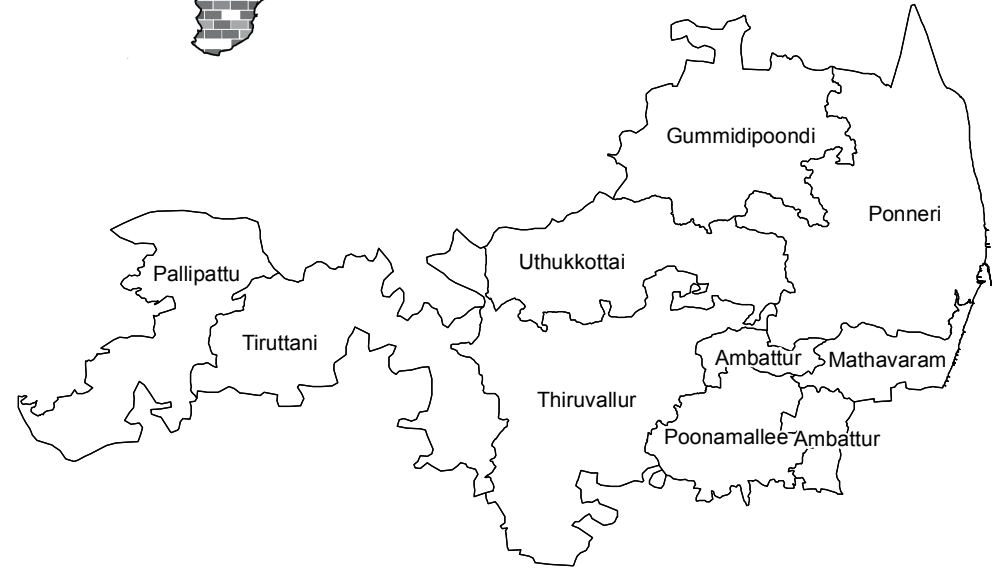 Gummidipoondi
Ponneri
Uthukkottai
Pallipattu
Tiruttani
Ambattur
Mathavaram
Thiruvallur
Poonamallee
Ambattur